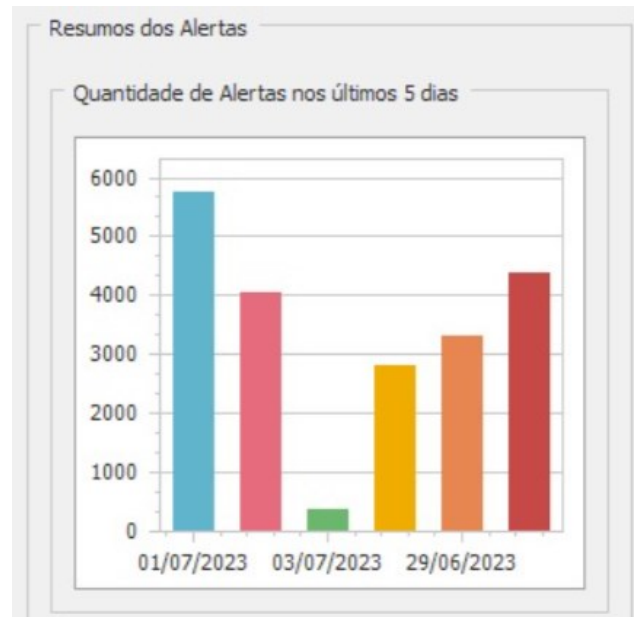 Resumos dos Alertas
Quantidade de Alertas nos últimos 5 dias
6000
5000
4000
3000
2000
1000
0
01/07/2023 03/07/2023 29/06/2023